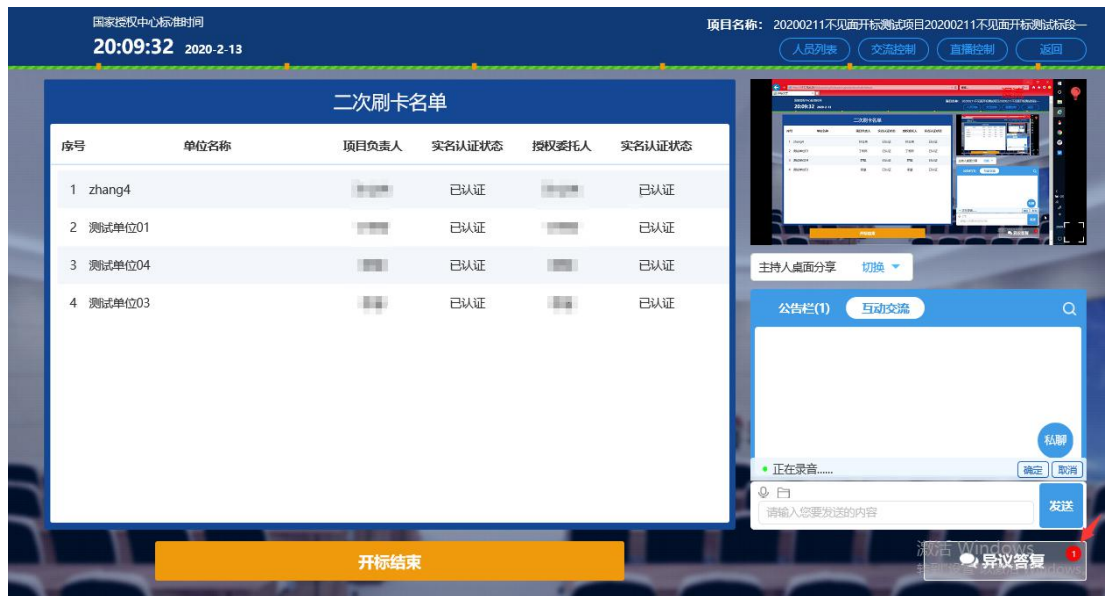 国家授权中心标准时间
20:09:32 2020-2-13
项目名称： 20200211不见面开标测试项目20200211不见面开标测试标段一
人员列表 交流控制 直播控制 返回
二次刷卡名单
序号 单位名称 项目负责人 实名认证状态 授权委托人 实名认证状态
1 zhang4 已认证 已认证
2 测试单位01 已认证 已认证
3 测试单位04 已认证 已认证
4 测试单位03 已认证 已认证
开标结束
主持人桌面分享 切换
公告栏(1) 互动交流
私聊
正在录音...... 确定 取消
请输入您要发送的内容
发送
激活 Windows
异议答复 1